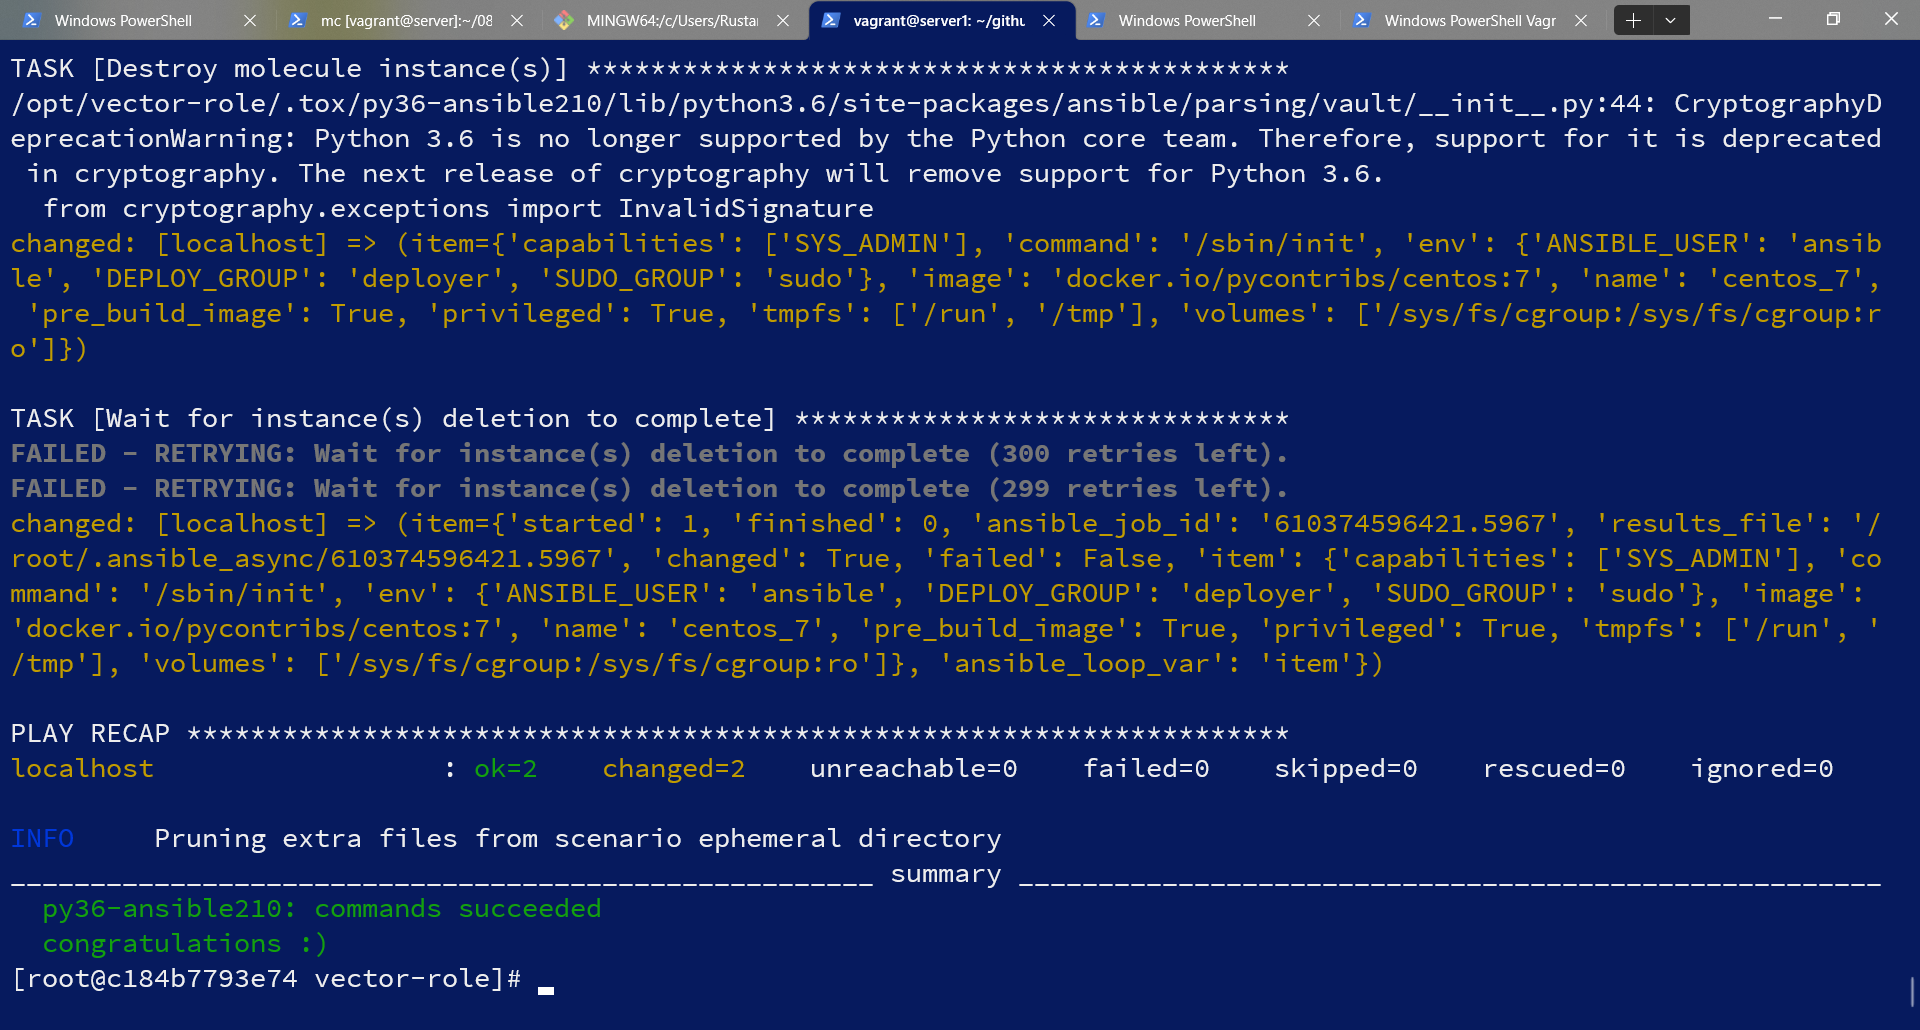 Windows PowerShell
mc [vagrant@server]:~/08
MINGW64:/c/Users/Rustar
vagrant@server1: ~/githu
Windows PowerShell
Windows PowerShell Vagr
TASK [Destroy molecule instance(s)] ********************************************
/opt/vector-role/.tox/py36-ansible210/lib/python3.6/site-packages/ansible/parsing/vault/__init__.py:44: CryptographyD
eprecationWarning: Python 3.6 is no longer supported by the Python core team. Therefore, support for it is deprecated
 in cryptography. The next release of cryptography will remove support for Python 3.6.
  from cryptography.exceptions import InvalidSignature
changed: [localhost] => (item={'capabilities': ['SYS_ADMIN'], 'command': '/sbin/init', 'env': {'ANSIBLE_USER': 'ansib
le', 'DEPLOY_GROUP': 'deployer', 'SUDO_GROUP': 'sudo'}, 'image': 'docker.io/pycontribs/centos:7', 'name': 'centos_7',
 'pre_build_image': True, 'privileged': True, 'tmpfs': ['/run', '/tmp'], 'volumes': ['/sys/fs/cgroup:/sys/fs/cgroup:r
o']})
TASK [Wait for instance(s) deletion to complete] *******************************
FAILED - RETRYING: Wait for instance(s) deletion to complete (300 retries left).
FAILED - RETRYING: Wait for instance(s) deletion to complete (299 retries left).
changed: [localhost] => (item={'started': 1, 'finished': 0, 'ansible_job_id': '610374596421.5967', 'results_file': '/
root/.ansible_async/610374596421.5967', 'changed': True, 'failed': False, 'item': {'capabilities': ['SYS_ADMIN'], 'co
mmand': '/sbin/init', 'env': {'ANSIBLE_USER': 'ansible', 'DEPLOY_GROUP': 'deployer', 'SUDO_GROUP': 'sudo'}, 'image':
'docker.io/pycontribs/centos:7', 'name': 'centos_7', 'pre_build_image': True, 'privileged': True, 'tmpfs': ['/run', '
/tmp'], 'volumes': ['/sys/fs/cgroup:/sys/fs/cgroup:ro']}, 'ansible_loop_var': 'item'})
PLAY RECAP *********************************************************************
localhost                  : ok=2    changed=2    unreachable=0    failed=0    skipped=0    rescued=0    ignored=0
INFO     Pruning extra files from scenario ephemeral directory
______________________________________________________ summary ______________________________________________________
  py36-ansible210: commands succeeded
  congratulations :)
[root@c184b7793e74 vector-role]#